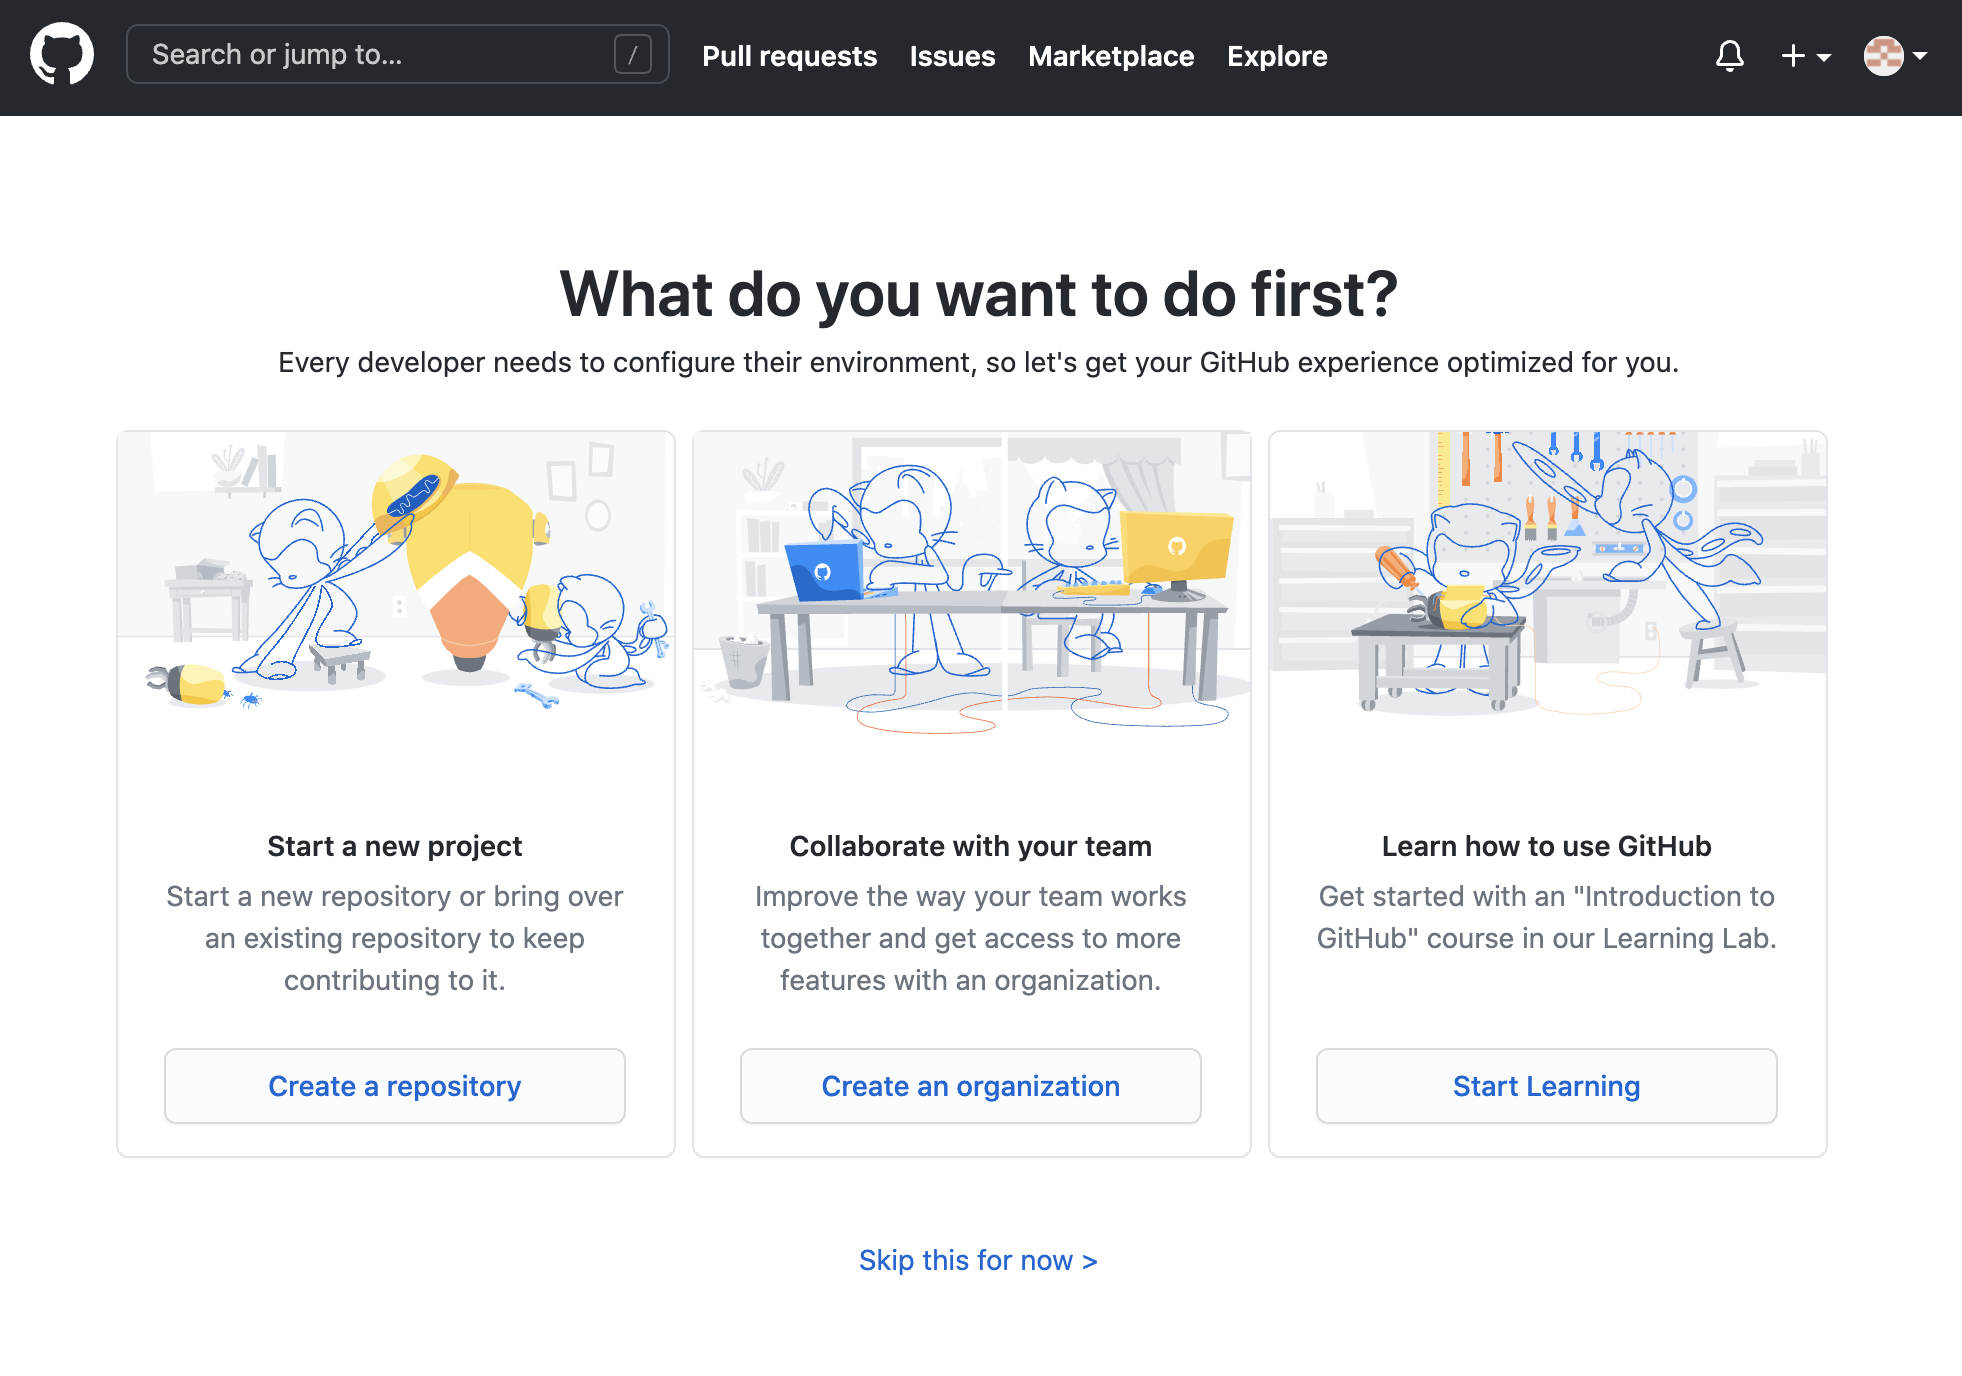 Search or jump to... /
Pull requests Issues Marketplace Explore
What do you want to do first?
Every developer needs to configure their environment, so let's get your GitHub experience optimized for you.
Start a new project
Start a new repository or bring over
an existing repository to keep
contributing to it.
Create a repository
Collaborate with your team
Improve the way your team works
together and get access to more
features with an organization.
Create an organization
Learn how to use GitHub
Get started with an "Introduction to
GitHub" course in our Learning Lab.
Start Learning
Skip this for now >